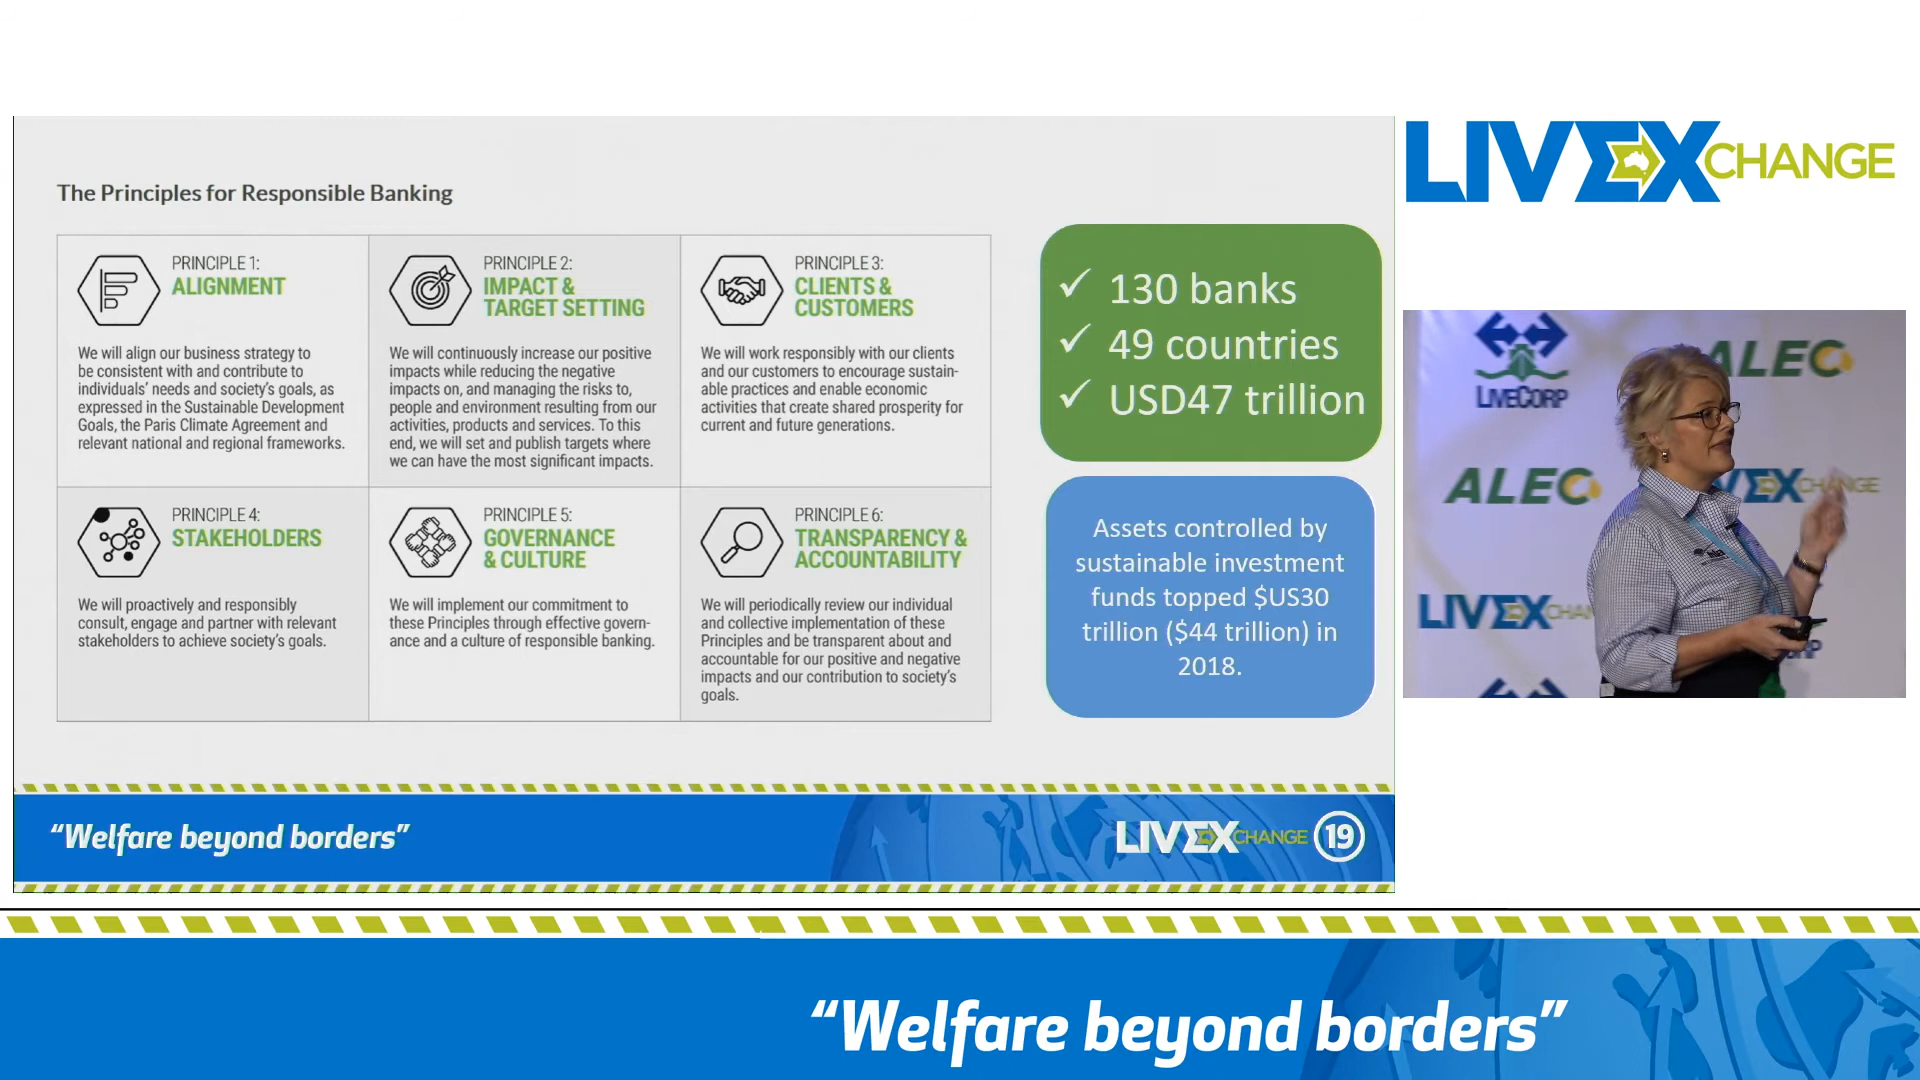 The Principles for Responsible Banking
PRINCIPLE 1:
ALIGNMENT
We will align our business strategy to
be consistent with and contribute to
individuals' needs and society's goals, as
expressed in the Sustainable Development
Goals, the Paris Climate Agreement and
relevant national and regional frameworks.
PRINCIPLE 2:
IMPACT &
TARGET SETTING
We will continuously increase our positive
impacts while reducing the negative
impacts on, and managing the risks to,
people and environment resulting from our
activities, products and services. To this
end, we will set and publish targets where
we can have the most significant impacts.
PRINCIPLE 3:
CLIENTS &
CUSTOMERS
We will work responsibly with our clients
and our customers to encourage sustain-
able practices and enable economic
activities that create shared prosperity for
current and future generations.
PRINCIPLE 4:
STAKEHOLDERS
We will proactively and responsibly
consult, engage and partner with relevant
stakeholders to achieve society's goals.
PRINCIPLE 5:
GOVERNANCE
& CULTURE
We will implement our commitment to
these Principles through effective govern-
ance and a culture of responsible banking.
PRINCIPLE 6:
TRANSPARENCY &
ACCOUNTABILITY
We will periodically review our individual
and collective implementation of these
Principles and be transparent about and
accountable for our positive and negative
impacts and our contribution to society's
goals.
✓ 130 banks
✓ 49 countries
✓ USD47 trillion
Assets controlled by
sustainable investment
funds topped $US30
trillion ($44 trillion) in
2018.
"Welfare beyond borders"
LIVEXCHANGE 19
LIVEXCHANGE
LIVECORP
ALEC
ALEC
VEXCHANGE
LIVEXCHAN
RP
"Welfare beyond borders"